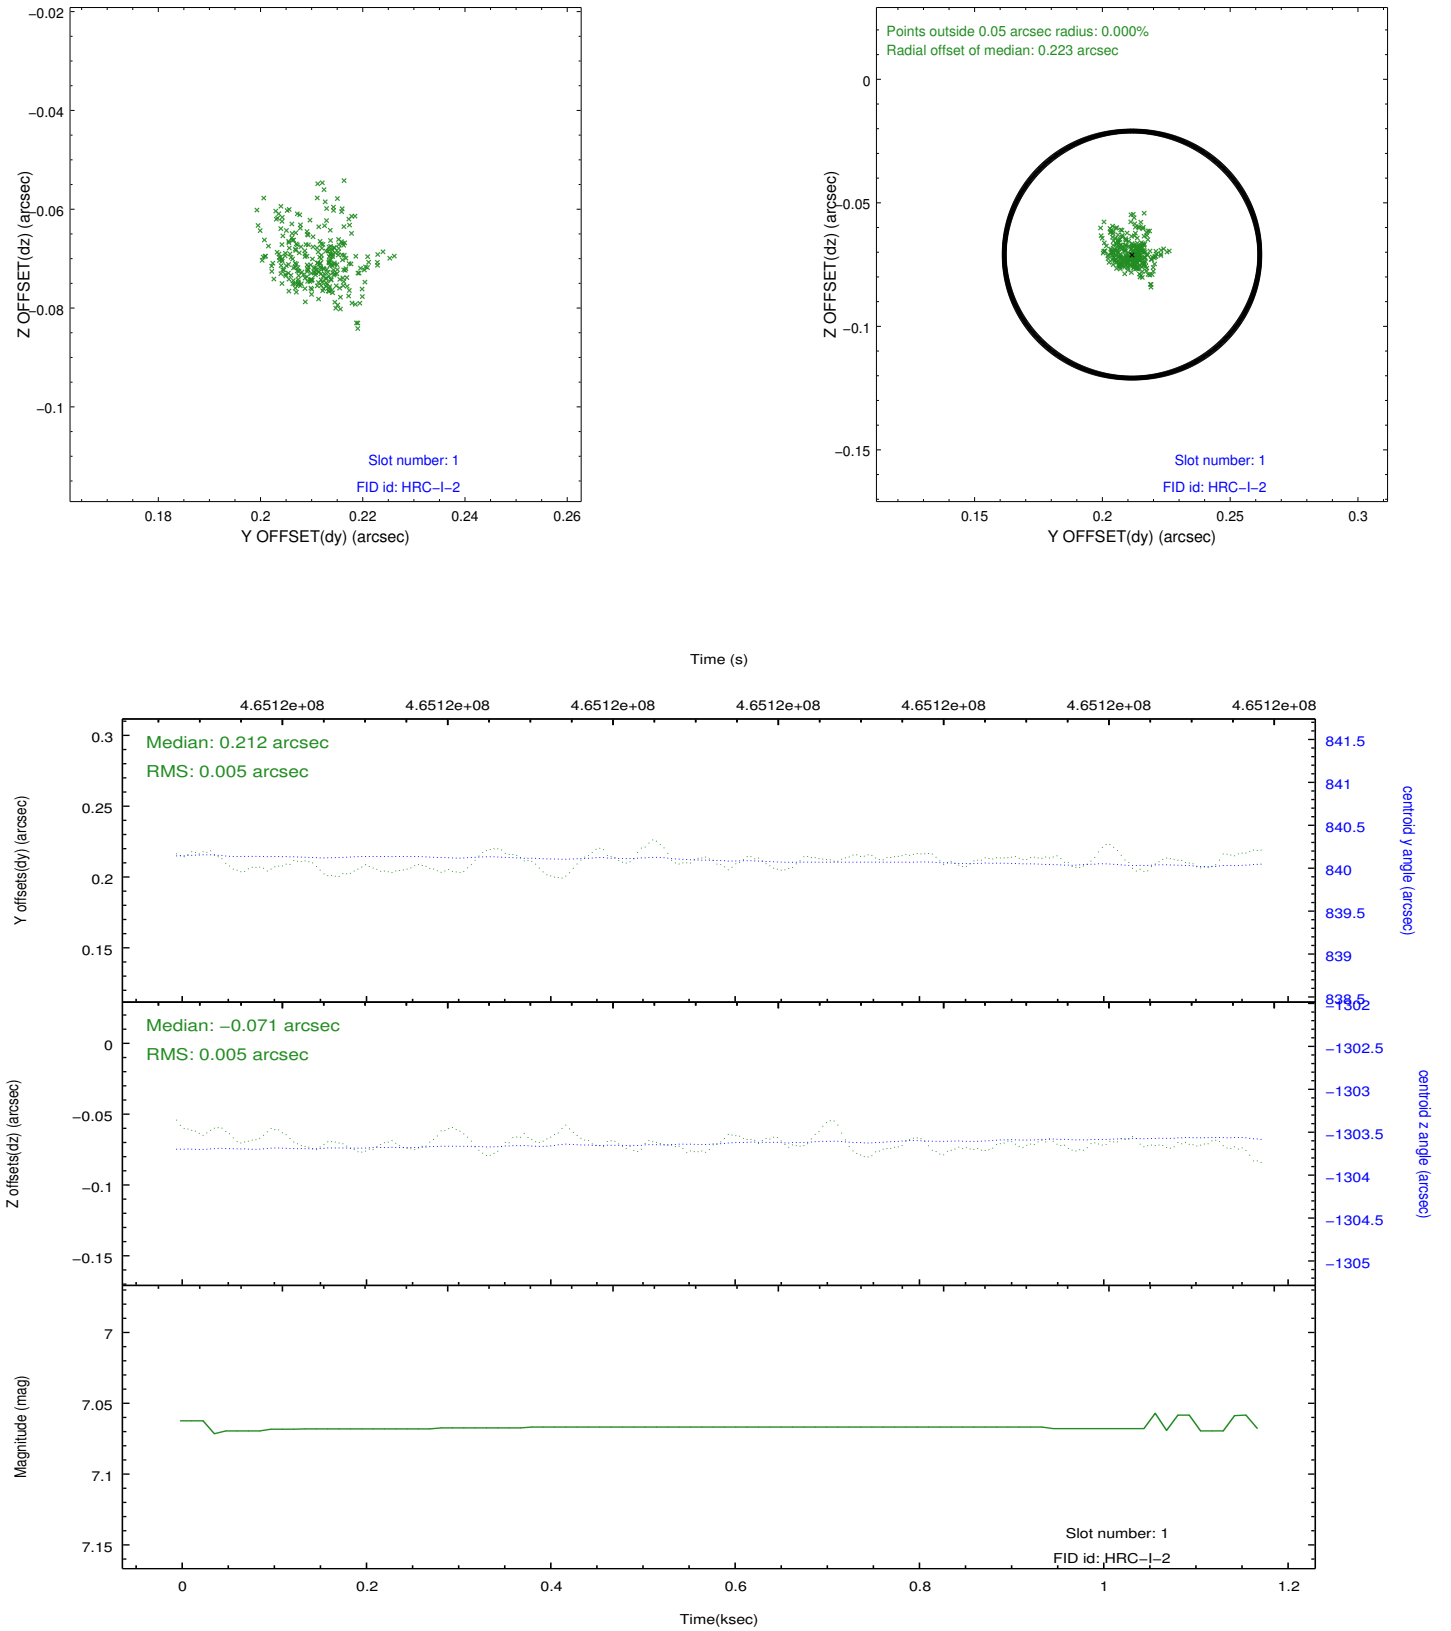 −0.02
−0.04
−0.06
−0.08
−0.1
Z OFFSET(dz) (arcsec)
Slot number: 1
FID id: HRC−I−2
0.18 0.2 0.22 0.24 0.26
Y OFFSET(dy) (arcsec)
Points outside 0.05 arcsec radius: 0.000%
Radial offset of median: 0.223 arcsec
0
−0.05
−0.1
−0.15
Z OFFSET(dz) (arcsec)
Slot number: 1
FID id: HRC−I−2
0.15 0.2 0.25 0.3
Y OFFSET(dy) (arcsec)
Time (s)
4.6512e+08 4.6512e+08 4.6512e+08 4.6512e+08 4.6512e+08 4.6512e+08 4.6512e+08
Median: 0.212 arcsec
RMS: 0.005 arcsec
0.3
0.25
0.2
0.15
Y offsets(dy) (arcsec)
841.5
841
840.5
840
839.5
839
838.5
centroid y angle (arcsec)
Median: −0.071 arcsec
RMS: 0.005 arcsec
0
−0.05
−0.1
−0.15
Z offsets(dz) (arcsec)
−1302
−1302.5
−1303
−1303.5
−1304
−1304.5
−1305
centroid z angle (arcsec)
7
7.05
7.1
7.15
Magnitude (mag)
Slot number: 1
FID id: HRC−I−2
0 0.2 0.4 0.6 0.8 1 1.2
Time(ksec)